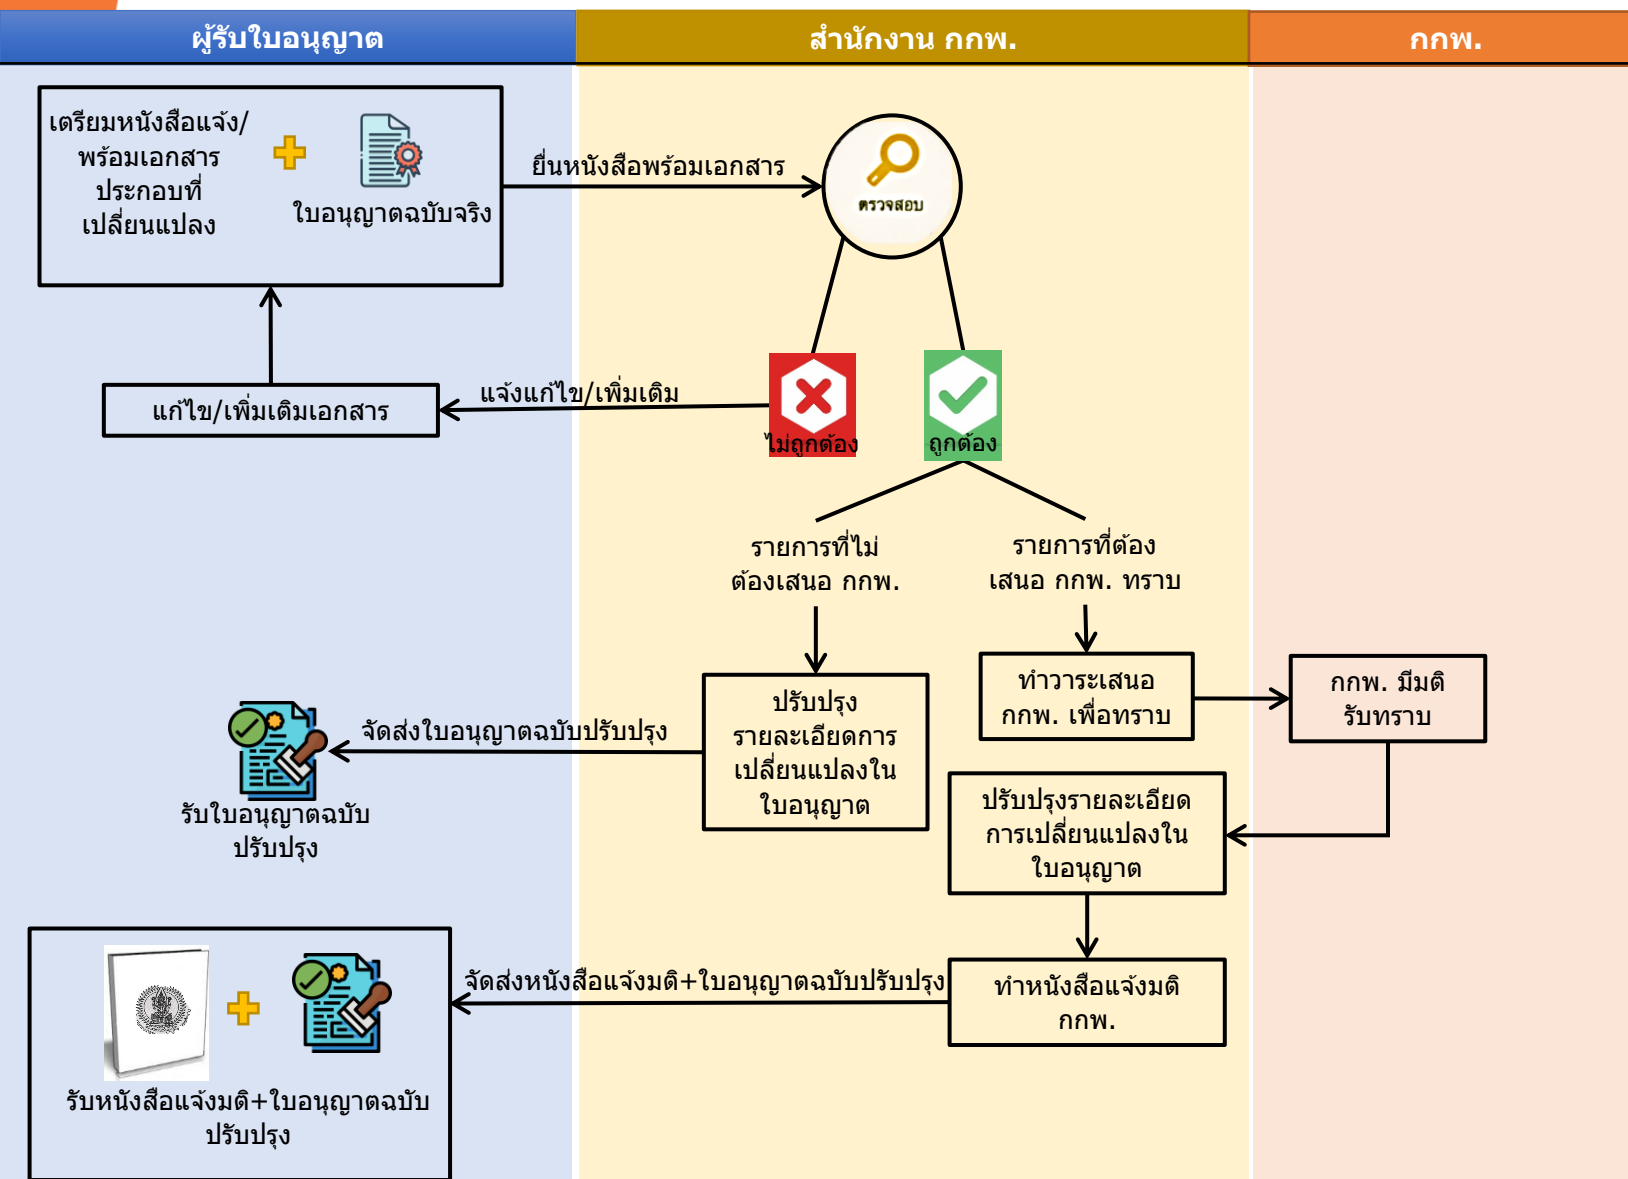 ผู้รับใบอนุญาต
สำนักงาน กกพ.
กกพ.
เตรียมหนังสือแจ้ง/
พร้อมเอกสาร
ประกอบที่
เปลี่ยนแปลง
ใบอนุญาตฉบับจริง
ยื่นหนังสือพร้อมเอกสาร
ตรวจสอบ
แก้ไข/เพิ่มเติมเอกสาร
แจ้งแก้ไข/เพิ่มเติม
ไม่ถูกต้อง
ถูกต้อง
รายการที่ไม่
ต้องเสนอ กกพ.
รายการที่ต้อง
เสนอ กกพ. ทราบ
ปรับปรุง
รายละเอียดการ
เปลี่ยนแปลงใน
ใบอนุญาต
ทำวาระเสนอ
กกพ. เพื่อทราบ
กกพ. มีมติ
รับทราบ
จัดส่งใบอนุญาตฉบับปรับปรุง
รับใบอนุญาตฉบับ
ปรับปรุง
ปรับปรุงรายละเอียด
การเปลี่ยนแปลงใน
ใบอนุญาต
จัดส่งหนังสือแจ้งมติ+ใบอนุญาตฉบับปรับปรุง
ทำหนังสือแจ้งมติ
กกพ.
รับหนังสือแจ้งมติ+ใบอนุญาตฉบับ
ปรับปรุง